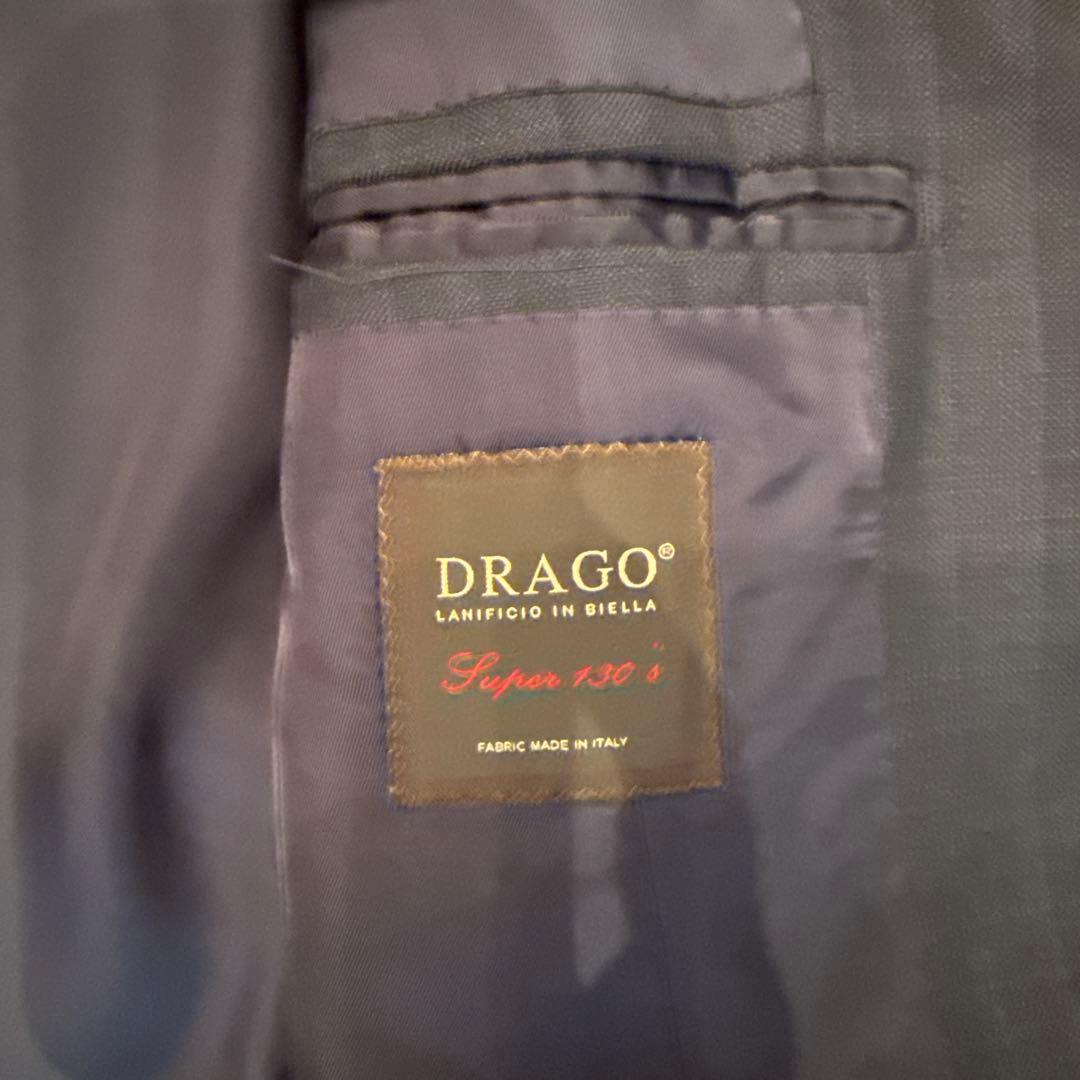 DRAGO®
LANIFICIO IN BIELLA
Super 130's
FABRIC MADE IN ITALY